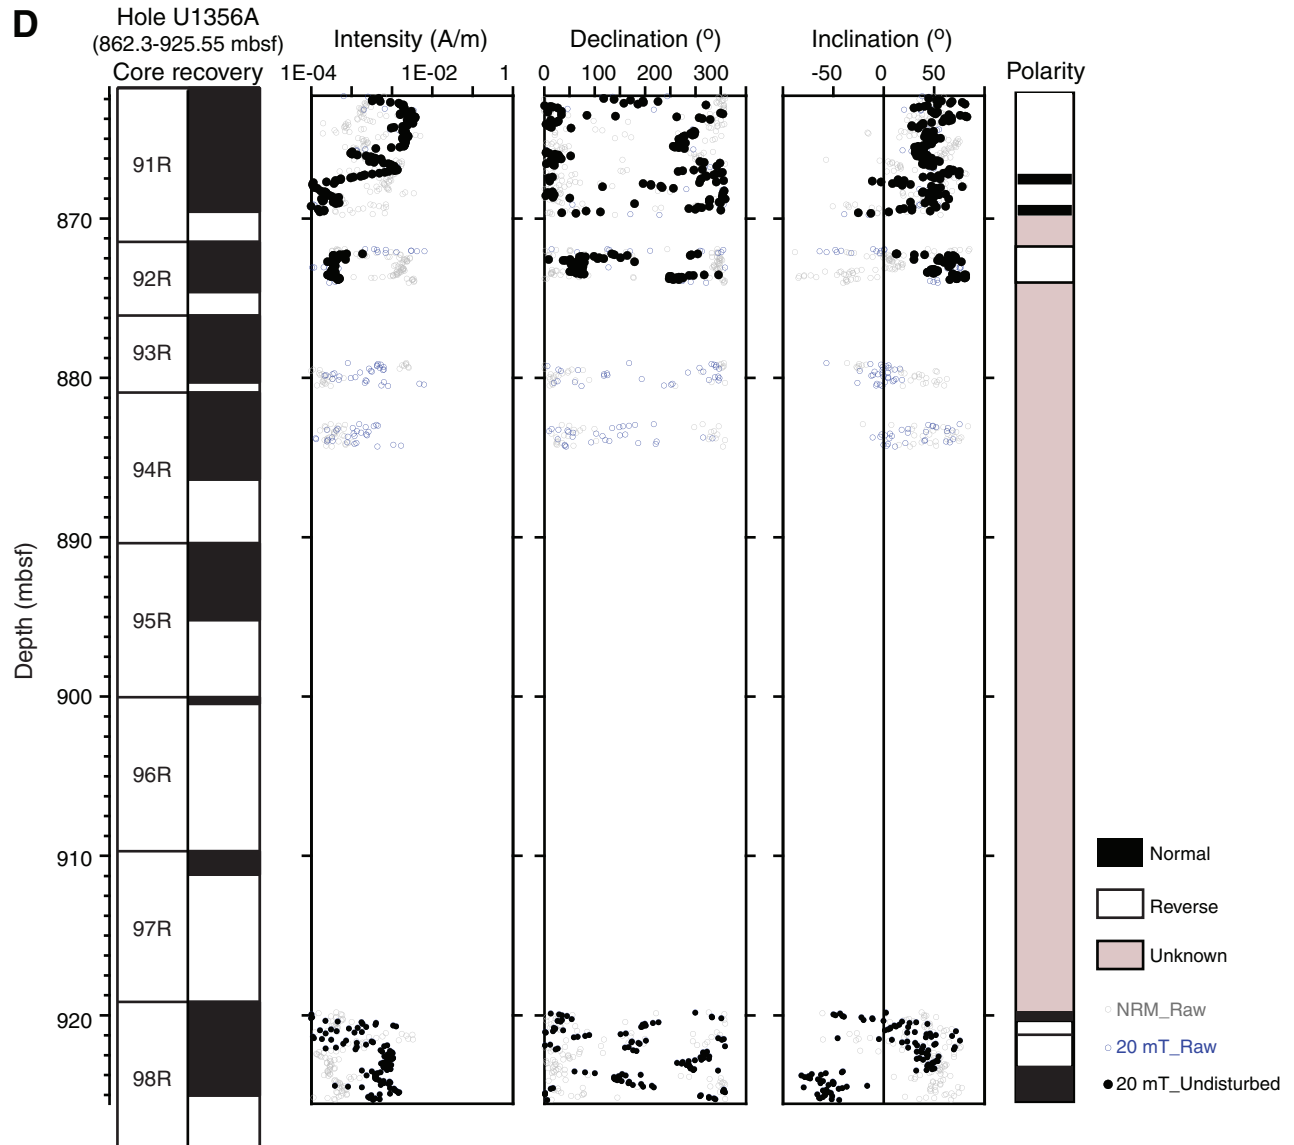 D
Hole U1356A
(862.3-925.55 mbsf)
Core recovery
Intensity (A/m)
1E-04 1E-02 1
Declination (o)
0 100 200 300
Inclination (o)
-50 0 50
Polarity
Depth (mbsf)
870
880
890
900
910
920
91R
92R
93R
94R
95R
96R
97R
98R
Normal
Reverse
Unknown
NRM_Raw
20 mT_Raw
20 mT_Undisturbed